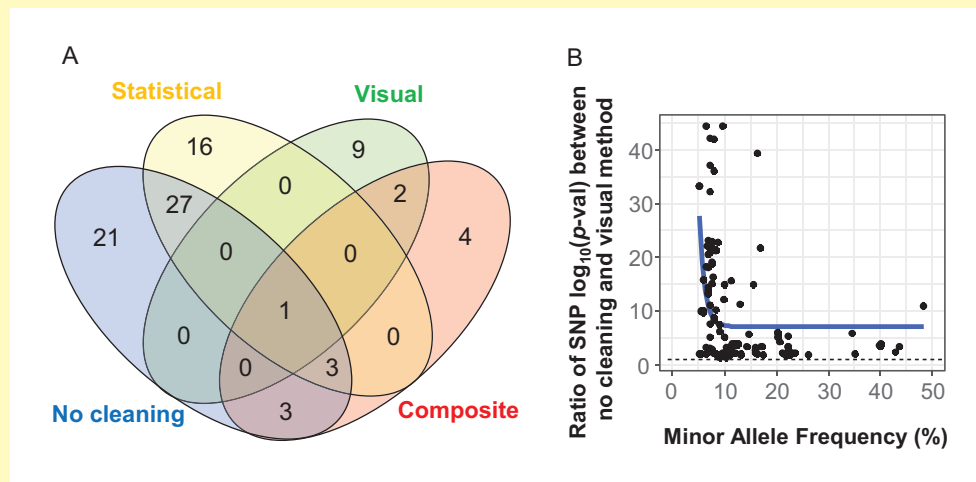 A
Statistical
Visual
16
9
0
2
27
21
4
0
0
1
0
0
0
3
3
No cleaning
Composite
B
Ratio of SNP log₁₀(p-val) between
no cleaning and visual method
40
30
20
10
0
0 10 20 30 40 50
Minor Allele Frequency (%)